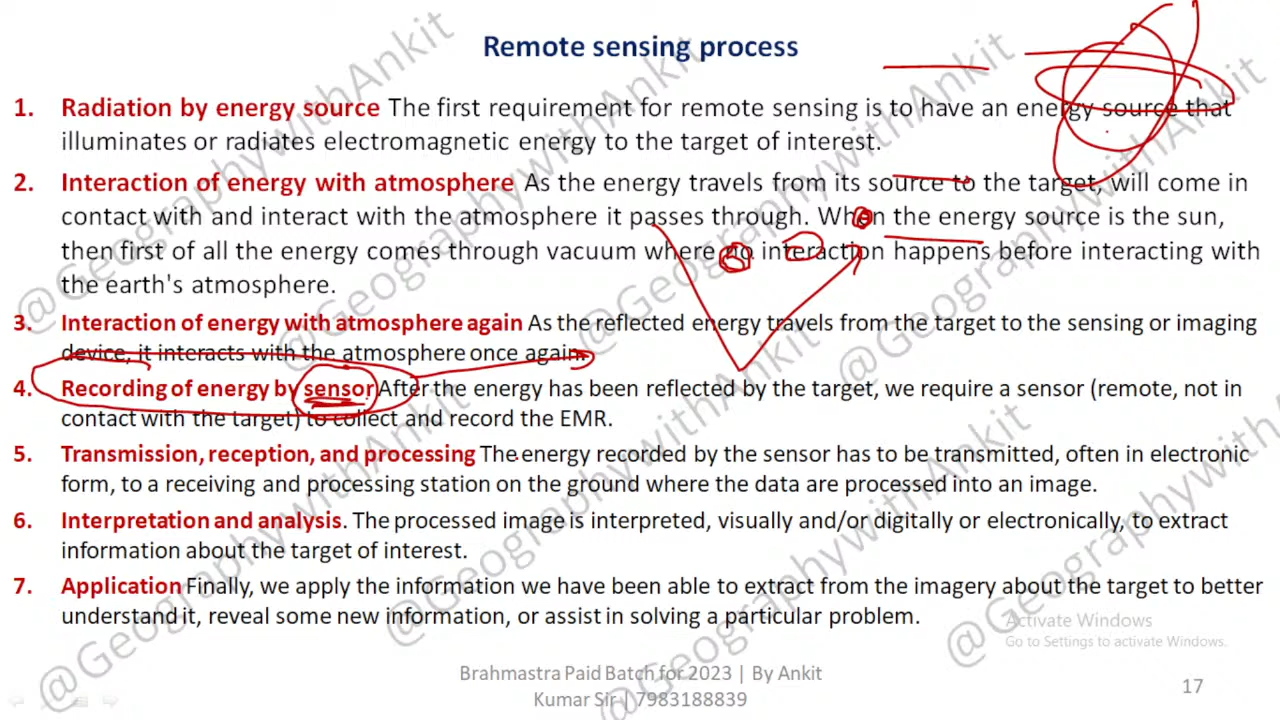 Remote sensing process
1. Radiation by energy source The first requirement for remote sensing is to have an energy source that
illuminates or radiates electromagnetic energy to the target of interest.
2. Interaction of energy with atmosphere As the energy travels from its source to the target, will come in
contact with and interact with the atmosphere it passes through. When the energy source is the sun,
then first of all the energy comes through vacuum where no interaction happens before interacting with
the earth's atmosphere.
3. Interaction of energy with atmosphere again As the reflected energy travels from the target to the sensing or imaging
device, it interacts with the atmosphere once again.
4. Recording of energy by sensor After the energy has been reflected by the target, we require a sensor (remote, not in
contact with the target) to collect and record the EMR.
5. Transmission, reception, and processing The energy recorded by the sensor has to be transmitted, often in electronic
form, to a receiving and processing station on the ground where the data are processed into an image.
6. Interpretation and analysis. The processed image is interpreted, visually and/or digitally or electronically, to extract
information about the target of interest.
7. Application Finally, we apply the information we have been able to extract from the imagery about the target to better
understand it, reveal some new information, or assist in solving a particular problem.
Activate Windows
Go to Settings to activate Windows.
Brahmastra Paid Batch for 2023 | By Ankit
Kumar Sir | 7983188839
17
@GeographywithAnkit
@GeographywithAnkit
@GeographywithAnkit
@GeographywithAnkit
@GeographywithAnkit
@GeographywithAnkit
@GeographywithAnkit
@GeographywithAnkit